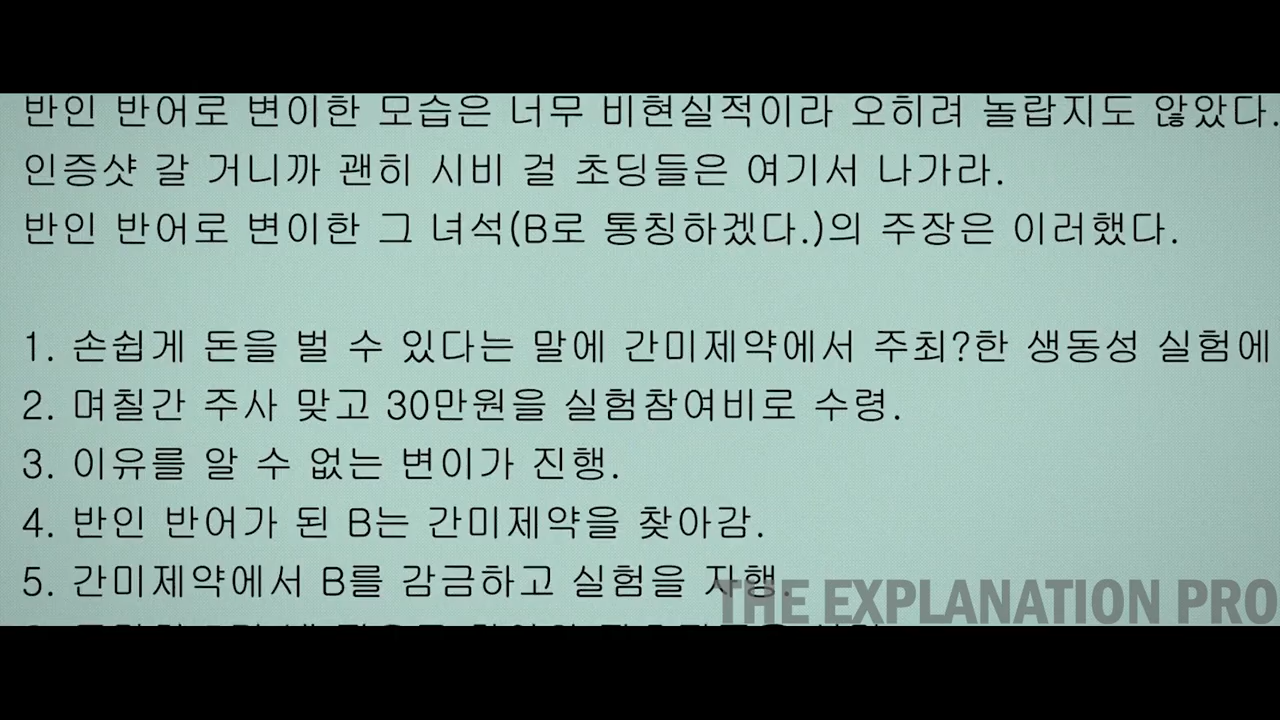 반인 반어로 변이한 모습은 너무 비현실적이라 오히려 놀랍지도 않았다.
인증샷 갈 거니까 괜히 시비 걸 초딩들은 여기서 나가라.
반인 반어로 변이한 그 녀석(B로 통칭하겠다.)의 주장은 이러했다.
1. 손쉽게 돈을 벌 수 있다는 말에 간미제약에서 주최?한 생동성 실험에
2. 며칠간 주사 맞고 30만원을 실험참여비로 수령.
3. 이유를 알 수 없는 변이가 진행.
4. 반인 반어가 된 B는 간미제약을 찾아감.
5. 간미제약에서 B를 감금하고 실험을 자행.
THE EXPLANATION PRO